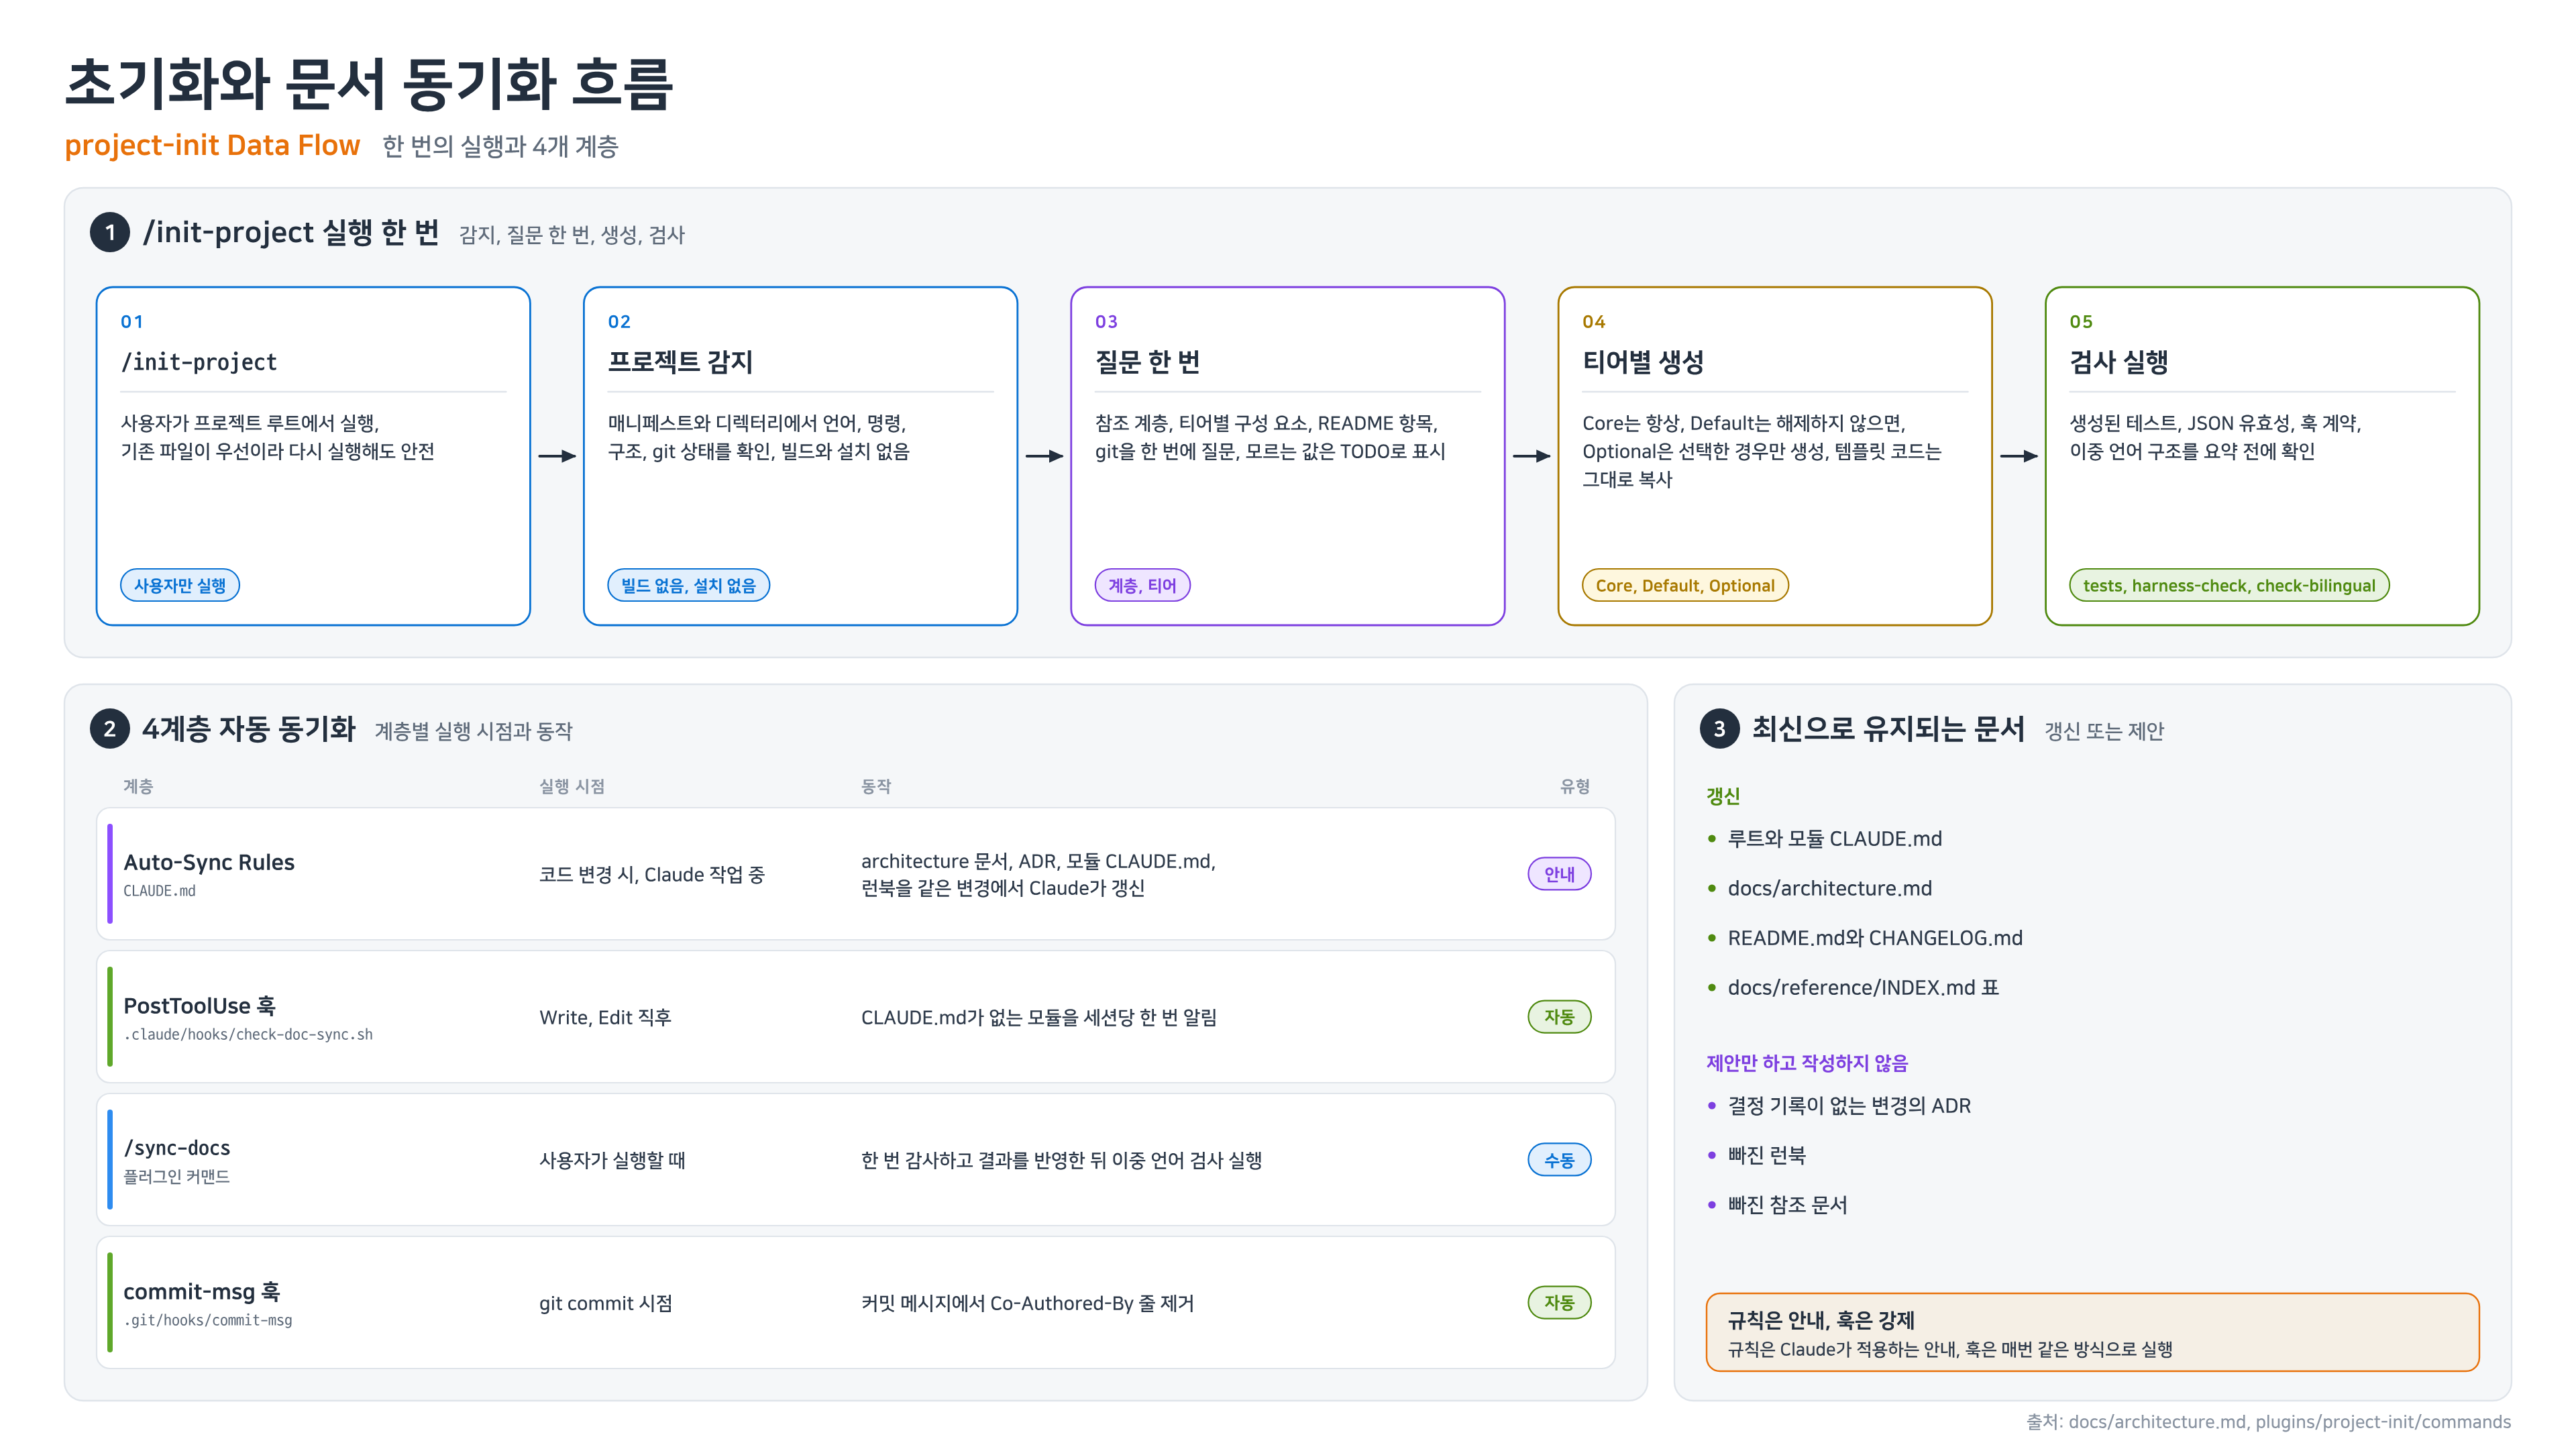 초기화와 문서 동기화 흐름
project-init Data Flow 한 번의 실행과 4개 계층
1 /init-project 실행 한 번 감지, 질문 한 번, 생성, 검사
01
/init-project
사용자가 프로젝트 루트에서 실행,
기존 파일이 우선이라 다시 실행해도 안전
사용자만 실행
02
프로젝트 감지
매니페스트와 디렉터리에서 언어, 명령,
구조, git 상태를 확인, 빌드와 설치 없음
빌드 없음, 설치 없음
03
질문 한 번
참조 계층, 티어별 구성 요소, README 항목,
git을 한 번에 질문, 모르는 값은 TODO로 표시
계층, 티어
04
티어별 생성
Core는 항상, Default는 해제하지 않으면,
Optional은 선택한 경우만 생성, 템플릿 코드는
그대로 복사
Core, Default, Optional
05
검사 실행
생성된 테스트, JSON 유효성, 훅 계약,
이중 언어 구조를 요약 전에 확인
tests, harness-check, check-bilingual
2 4계층 자동 동기화 계층별 실행 시점과 동작
계층 실행 시점 동작 유형
Auto-Sync Rules
CLAUDE.md
코드 변경 시, Claude 작업 중
architecture 문서, ADR, 모듈 CLAUDE.md,
런북을 같은 변경에서 Claude가 갱신
안내
PostToolUse 훅
.claude/hooks/check-doc-sync.sh
Write, Edit 직후
CLAUDE.md가 없는 모듈을 세션당 한 번 알림
자동
/sync-docs
플러그인 커맨드
사용자가 실행할 때
한 번 감사하고 결과를 반영한 뒤 이중 언어 검사 실행
수동
commit-msg 훅
.git/hooks/commit-msg
git commit 시점
커밋 메시지에서 Co-Authored-By 줄 제거
자동
3 최신으로 유지되는 문서 갱신 또는 제안
갱신
• 루트와 모듈 CLAUDE.md
• docs/architecture.md
• README.md와 CHANGELOG.md
• docs/reference/INDEX.md 표
제안만 하고 작성하지 않음
• 결정 기록이 없는 변경의 ADR
• 빠진 런북
• 빠진 참조 문서
규칙은 안내, 훅은 강제
규칙은 Claude가 적용하는 안내, 훅은 매번 같은 방식으로 실행
출처: docs/architecture.md, plugins/project-init/commands